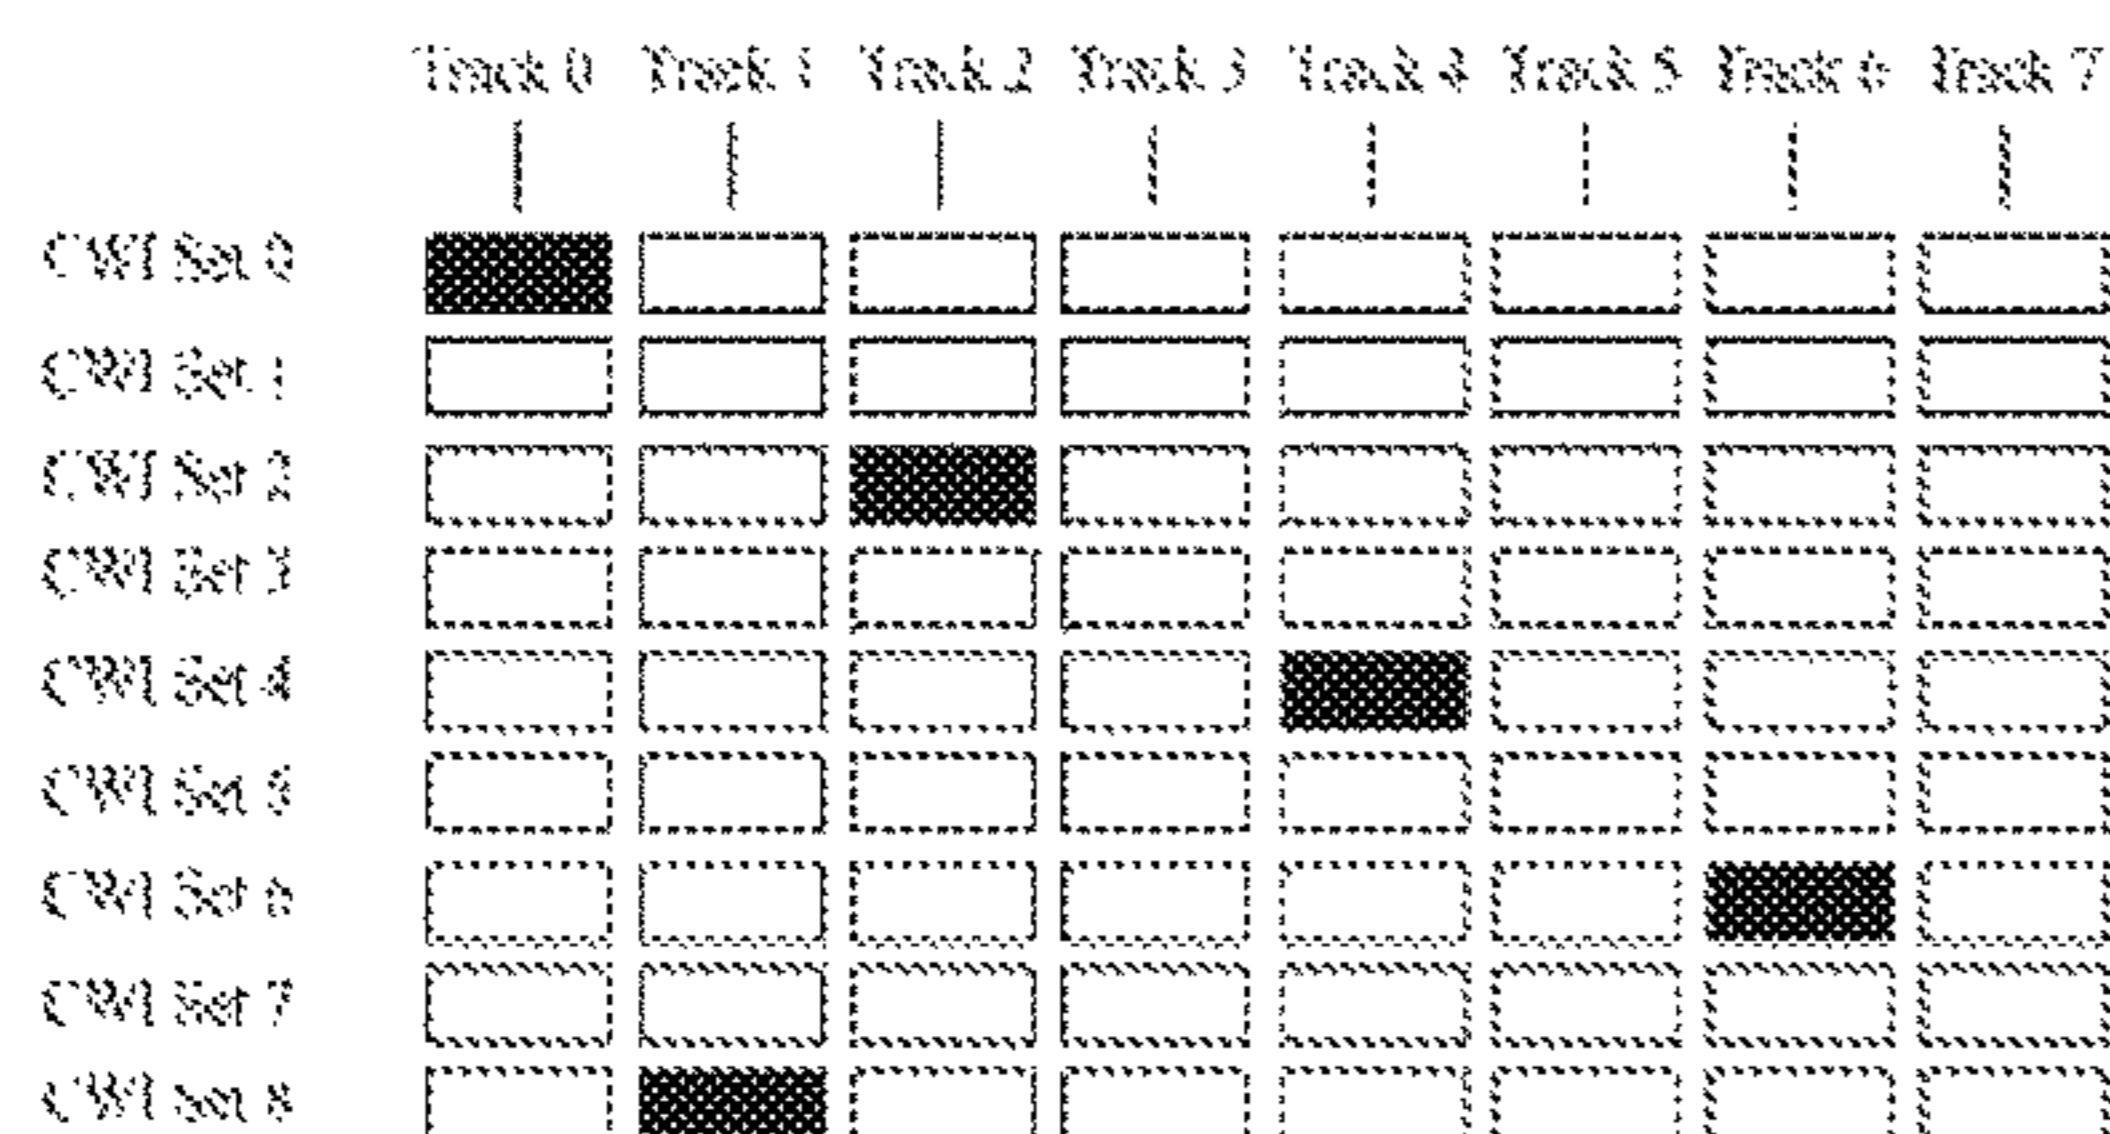 Track 0 Track 1 Track 2 Track 3 Track 4 Track 5 Track 6 Track 7
CWI Set 0
CWI Set 1
CWI Set 2
CWI Set 3
CWI Set 4
CWI Set 5
CWI Set 6
CWI Set 7
CWI Set 8